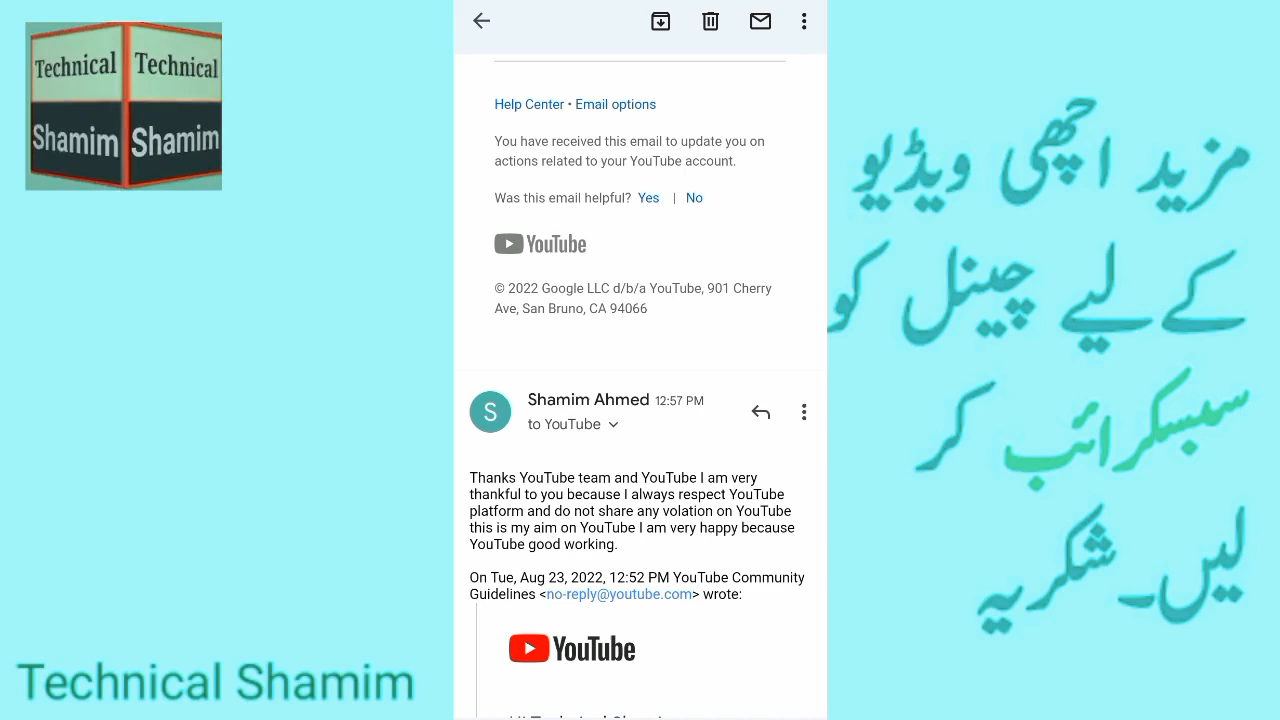 Technical Technical
Shamim Shamim
Help Center • Email options
You have received this email to update you on
actions related to your YouTube account.
Was this email helpful? Yes | No
YouTube
© 2022 Google LLC d/b/a YouTube, 901 Cherry
Ave, San Bruno, CA 94066
S
Shamim Ahmed 12:57 PM
to YouTube
Thanks YouTube team and YouTube I am very
thankful to you because I always respect YouTube
platform and do not share any volation on YouTube
this is my aim on YouTube I am very happy because
YouTube good working.
On Tue, Aug 23, 2022, 12:52 PM YouTube Community
Guidelines <no-reply@youtube.com> wrote:
YouTube
مزید اچھی ویڈیو
کے لیے چینل کو
سبسکرائب کر
لیں۔ شکریہ
Technical Shamim